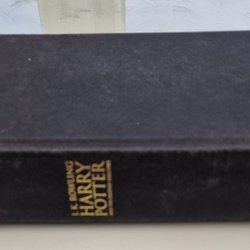 J. K. ROWLING
HARRY
POTTER